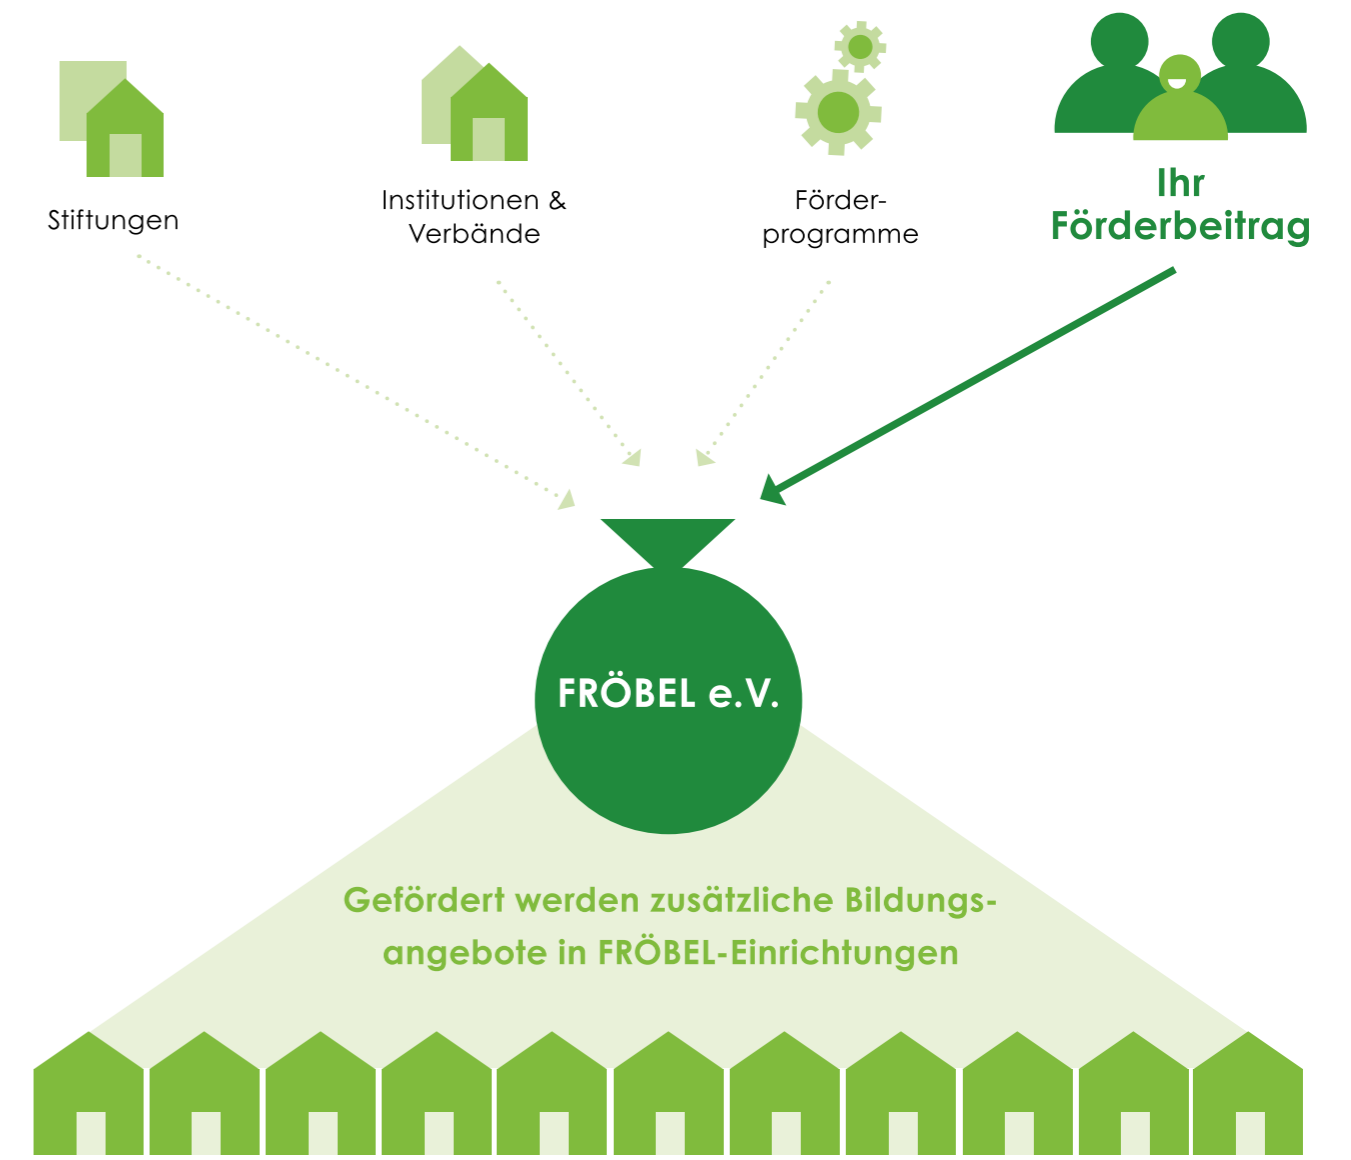 Stiftungen
Institutionen &
Verbände
Förder-
programme
Ihr
Förderbeitrag
FRÖBEL e.V.
Gefördert werden zusätzliche Bildungs-
angebote in FRÖBEL-Einrichtungen